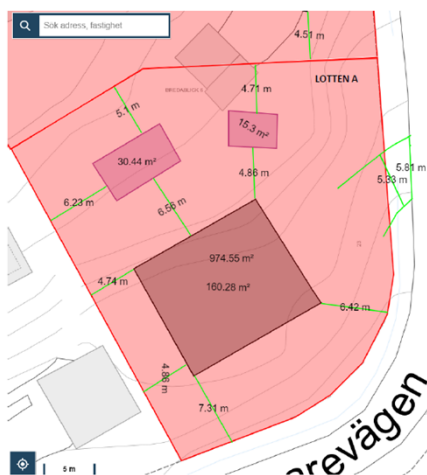 Sök adress, fastighet
4.51 m
LOTTEN A
4.71 m
5.1 m
15.3 m²
30.44 m²
5.81 m
5.33 m
4.86 m
6.23 m
6.56 m
974.55 m²
4.74 m
160.28 m²
6.42 m
4.86 m
7.31 m
revägen
5 m